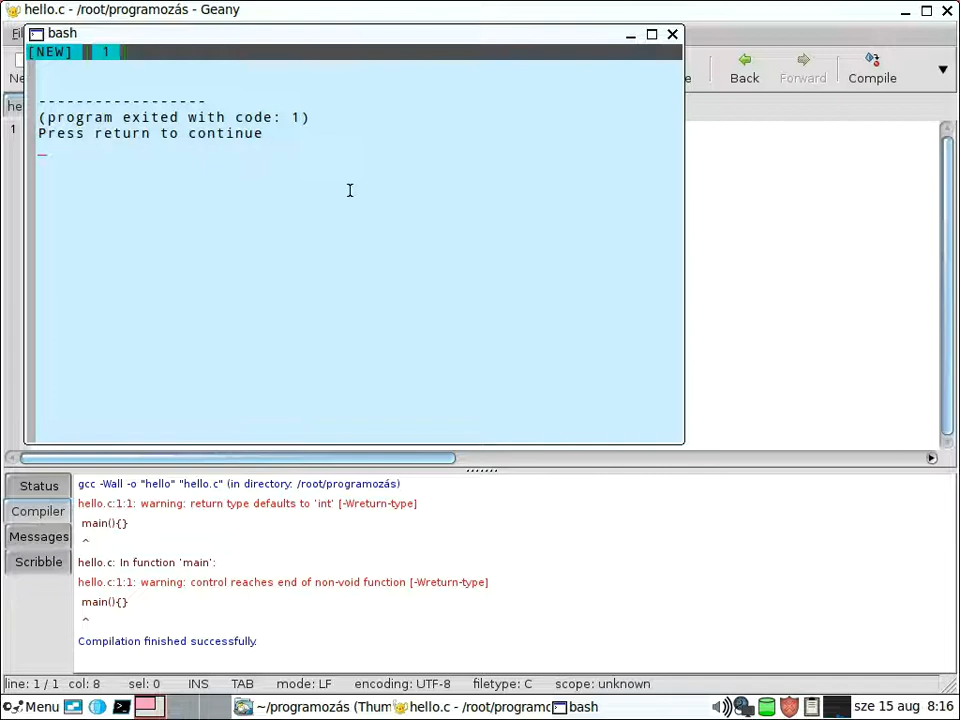 hello.c - /root/programozás - Geany
bash
[NEW] 1
Back
Forward
Compile
1
------------------
(program exited with code: 1)
Press return to continue
Status
Compiler
Messages
Scribble
gcc -Wall -o "hello" "hello.c" (in directory: /root/programozás)
hello.c:1:1: warning: return type defaults to 'int' [-Wreturn-type]
main(){}
^
hello.c: In function 'main':
hello.c:1:1: warning: control reaches end of non-void function [-Wreturn-type]
main(){}
^
Compilation finished successfully.
line: 1 / 1 col: 8 sel: 0 INS TAB mode: LF encoding: UTF-8 filetype: C scope: unknown
Menu ~/programozás (Thum hello.c - /root/programo bash sze 15 aug 8:16